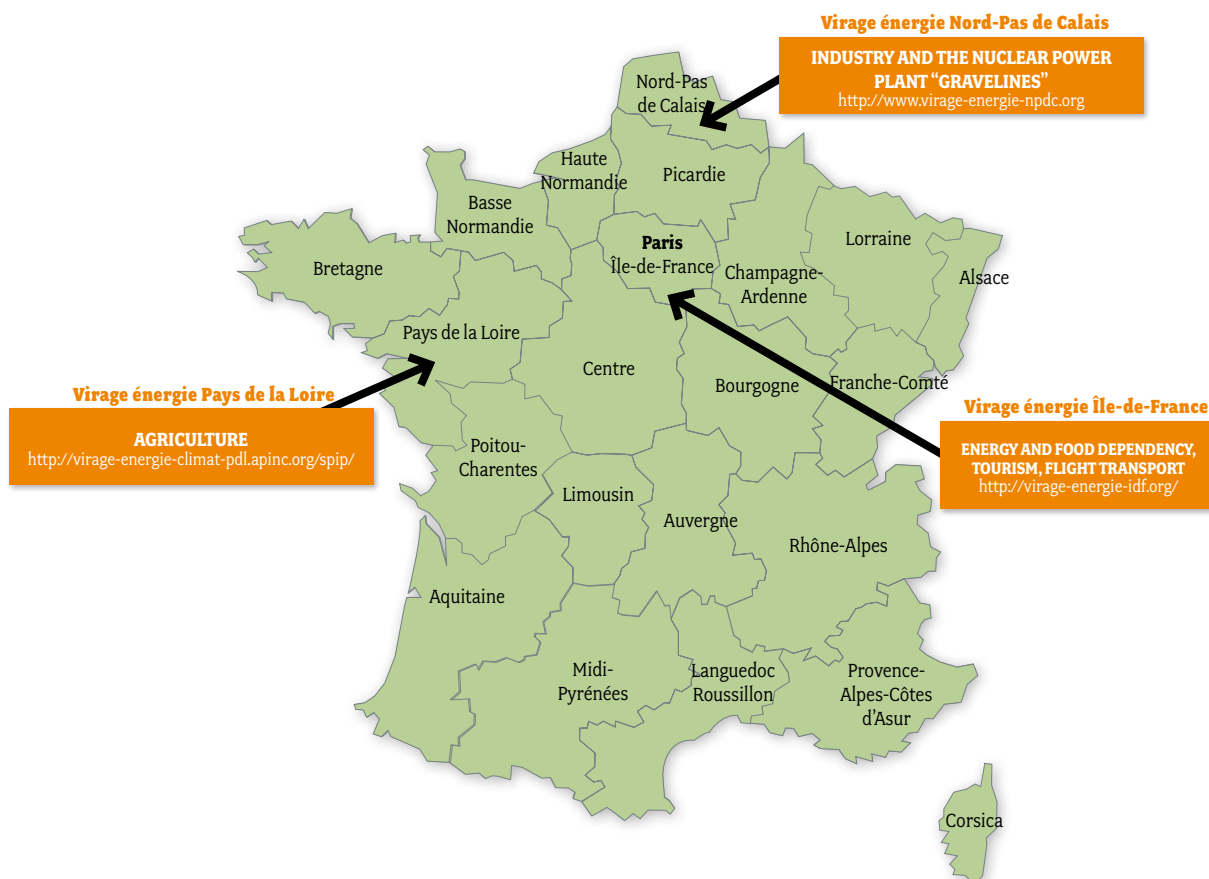 Virage énergie Nord-Pas de Calais
INDUSTRY AND THE NUCLEAR POWER
PLANT “GRAVELINES”
http://www.virage-energie-npdc.org
Nord-Pas
de Calais
Haute
Normandie
Picardie
Basse
Normandie
Paris
Île-de-France
Lorraine
Champagne-
Ardenne
Alsace
Bretagne
Pays de la Loire
Centre
Bourgogne
Franche-Comté
Virage énergie Pays de la Loire
AGRICULTURE
http://virage-energie-climat-pdl.apinc.org/spip/
Virage énergie Île-de-France
ENERGY AND FOOD DEPENDENCY,
TOURISM, FLIGHT TRANSPORT
http://virage-energie-idf.org/
Poitou-
Charentes
Limousin
Auvergne
Rhône-Alpes
Aquitaine
Midi-
Pyrénées
Languedoc
Roussillon
Provence-
Alpes-Côtes
d'Asur
Corsica